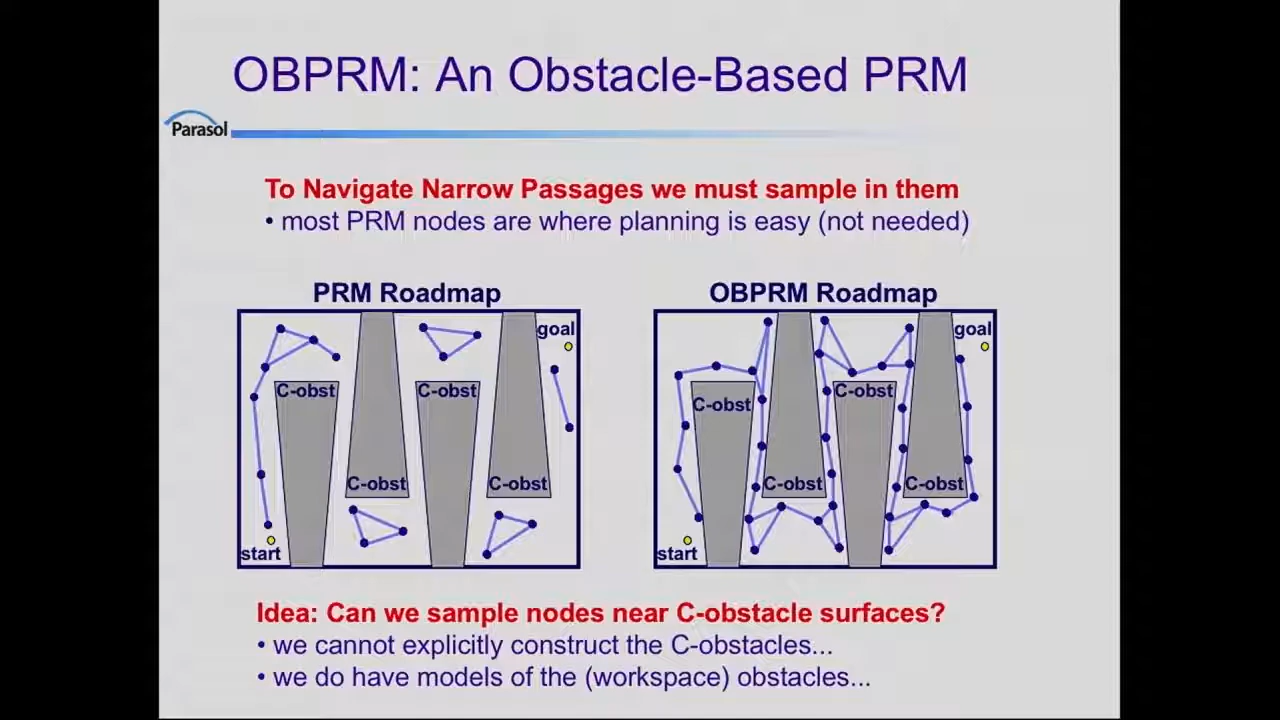 OBPRM: An Obstacle-Based PRM
Parasol
To Navigate Narrow Passages we must sample in them
• most PRM nodes are where planning is easy (not needed)
PRM Roadmap
goal
C-obst
C-obst
C-obst
C-obst
start
OBPRM Roadmap
goal
C-obst
C-obst
C-obst
C-obst
start
Idea: Can we sample nodes near C-obstacle surfaces?
• we cannot explicitly construct the C-obstacles...
• we do have models of the (workspace) obstacles...